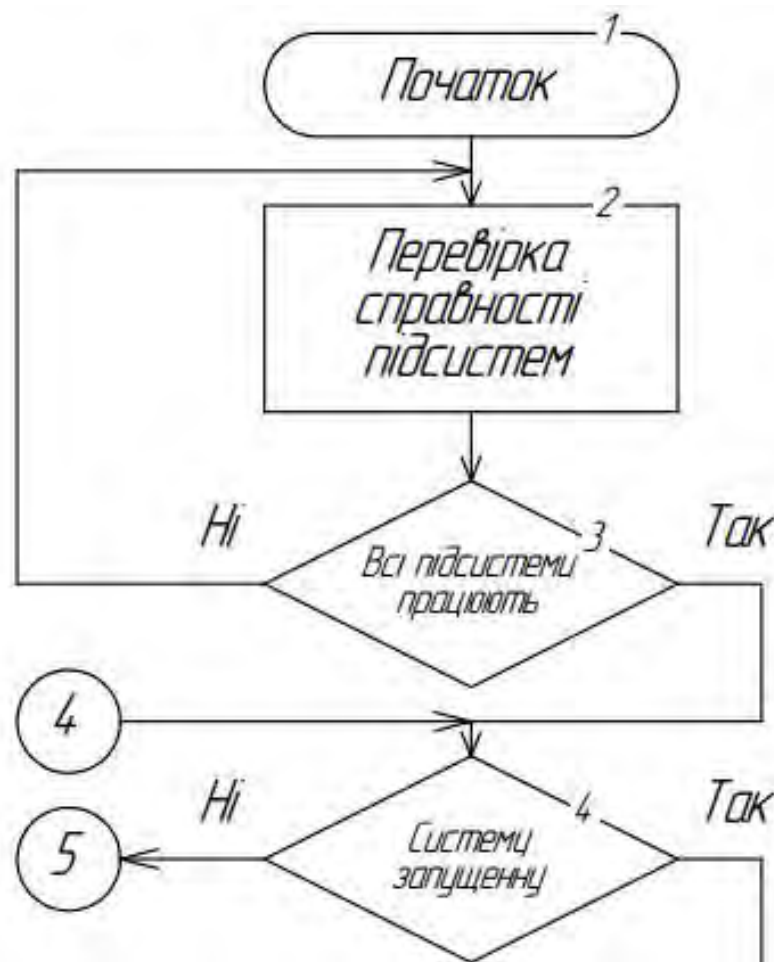 1
Початок
2
Перевірка
справності
підсистем
Ні
3
Так
Всі підсистеми
працюють
4
Ні
4
Так
5
Систему
запущенну